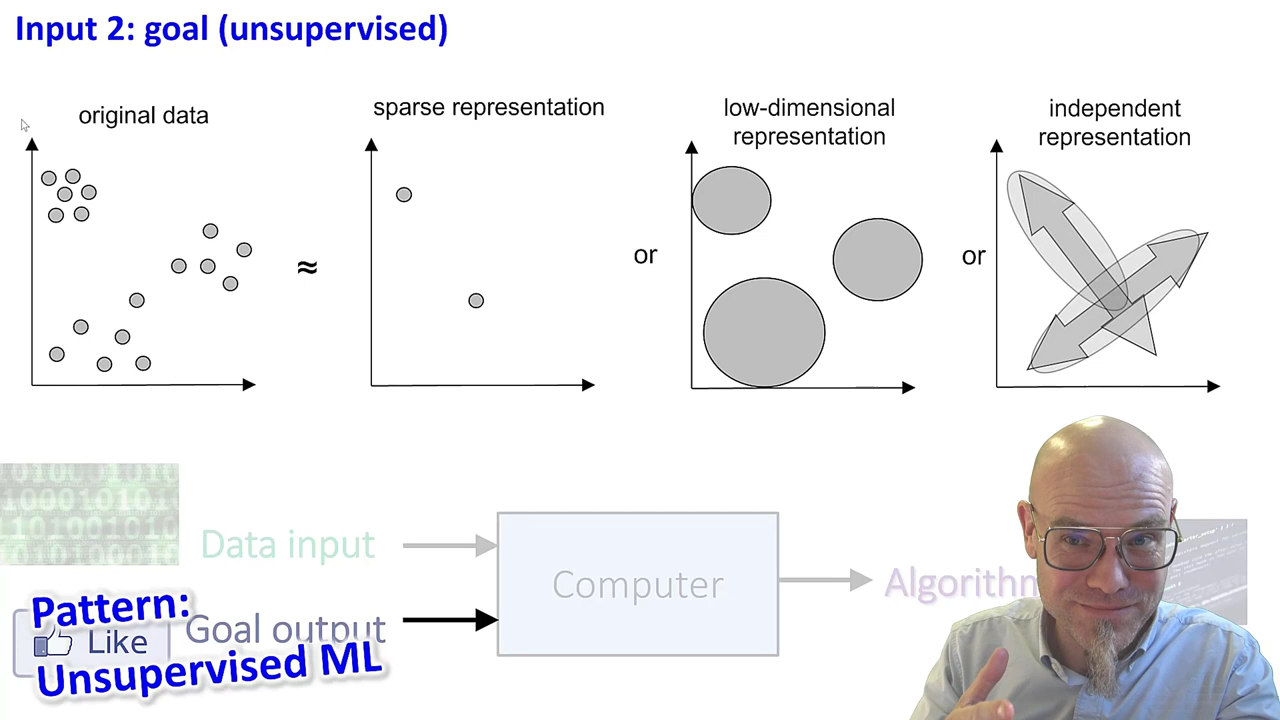 Input 2: goal (unsupervised)
original data
sparse representation
low-dimensional
representation
independent
representation
≈
or
or
Data input
Computer
Algorithm
Goal output
Like
Pattern:
Unsupervised ML